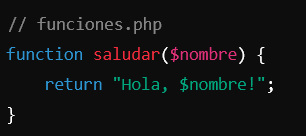 // funciones.php
function saludar($nombre) {
    return "Hola, $nombre!";
}